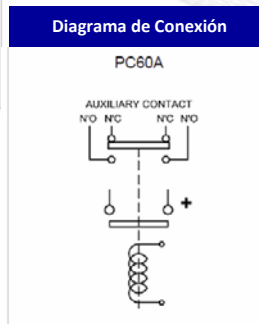 Diagrama de Conexión
PC60A
AUXILIARY CONTACT
N'O N'C N'C N'O
+